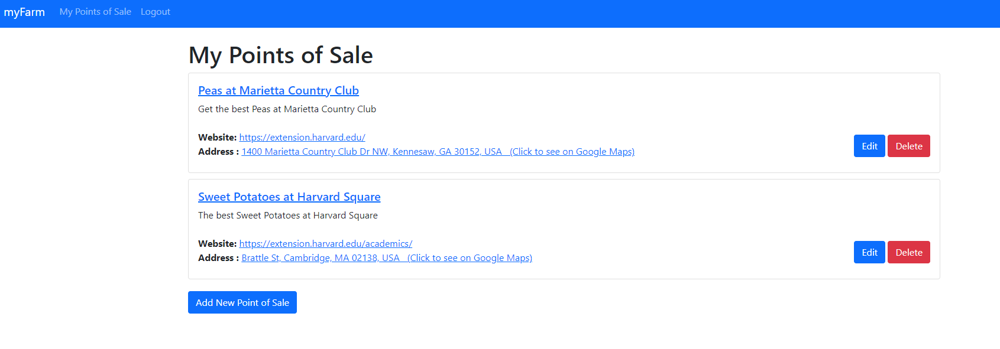 myFarm My Points of Sale Logout
My Points of Sale
Peas at Marietta Country Club
Get the best Peas at Marietta Country Club
Website: https://extension.harvard.edu/
Address : 1400 Marietta Country Club Dr NW, Kennesaw, GA 30152, USA (Click to see on Google Maps)
Edit Delete
Sweet Potatoes at Harvard Square
The best Sweet Potatoes at Harvard Square
Website: https://extension.harvard.edu/academics/
Address : Brattle St, Cambridge, MA 02138, USA (Click to see on Google Maps)
Edit Delete
Add New Point of Sale